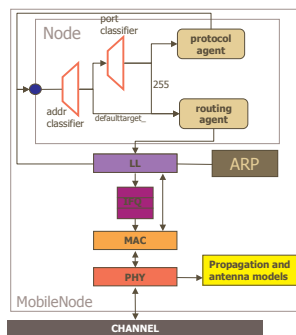 Node
port
classifier
protocol
agent
255
addr
classifier
defaulttarget_
routing
agent
LL
ARP
IFQ
MAC
PHY
Propagation and
antenna models
MobileNode
CHANNEL